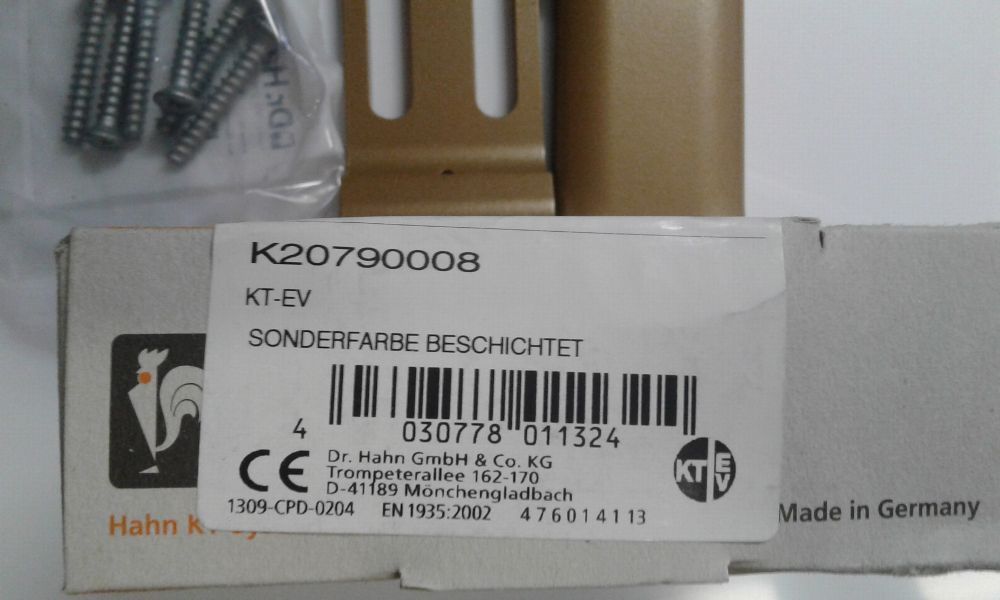 K20790008
KT-EV
SONDERFARBE BESCHICHTET
4 030778 011324
CE Dr. Hahn GmbH & Co. KG
Trompeterallee 162-170
D-41189 Mönchengladbach
1309-CPD-0204 EN 1935:2002 476014113
KT EV
Hahn
Made in Germany